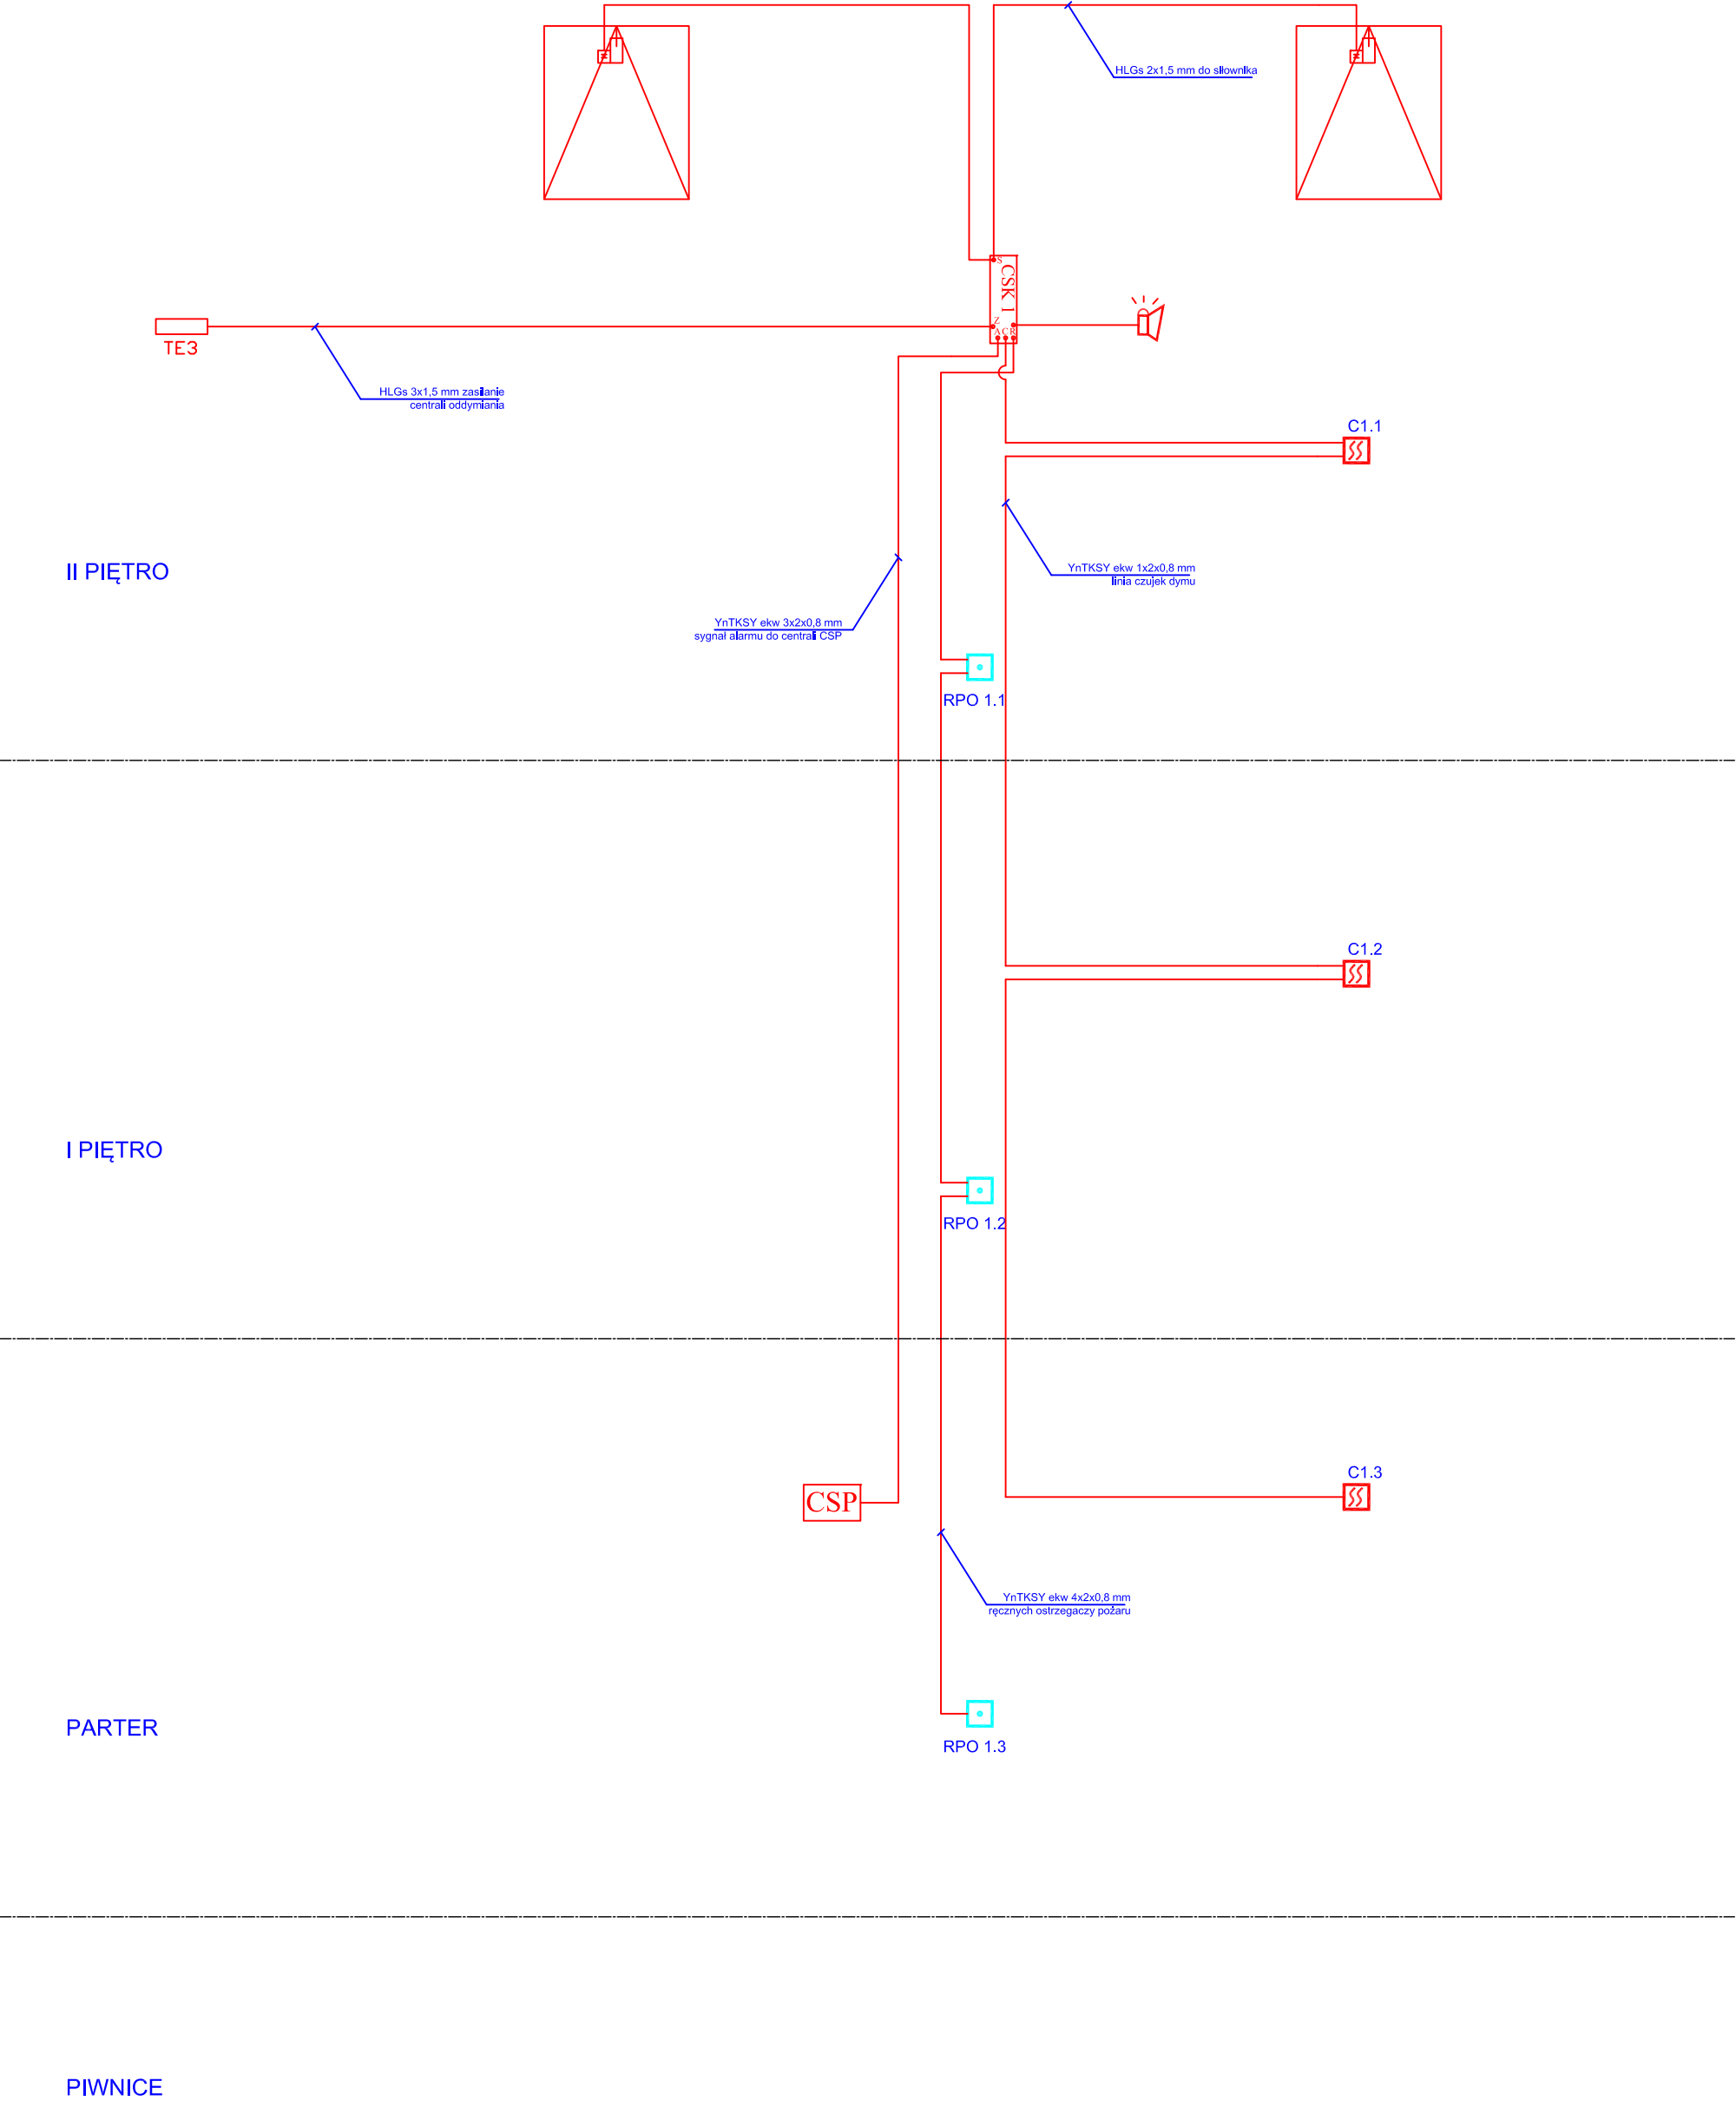 HLGs 2x1,5 mm do siłownika
S
CSK 1
Z
A C R
TE3
HLGs 3x1,5 mm zasilanie
centrali oddymiania
C1.1
II PIĘTRO
YnTKSY ekw 1x2x0,8 mm
linia czujek dymu
YnTKSY ekw 3x2x0,8 mm
sygnał alarmu do centrali CSP
RPO 1.1
C1.2
I PIĘTRO
RPO 1.2
C1.3
CSP
YnTKSY ekw 4x2x0,8 mm
ręcznych ostrzegaczy pożaru
PARTER
RPO 1.3
PIWNICE